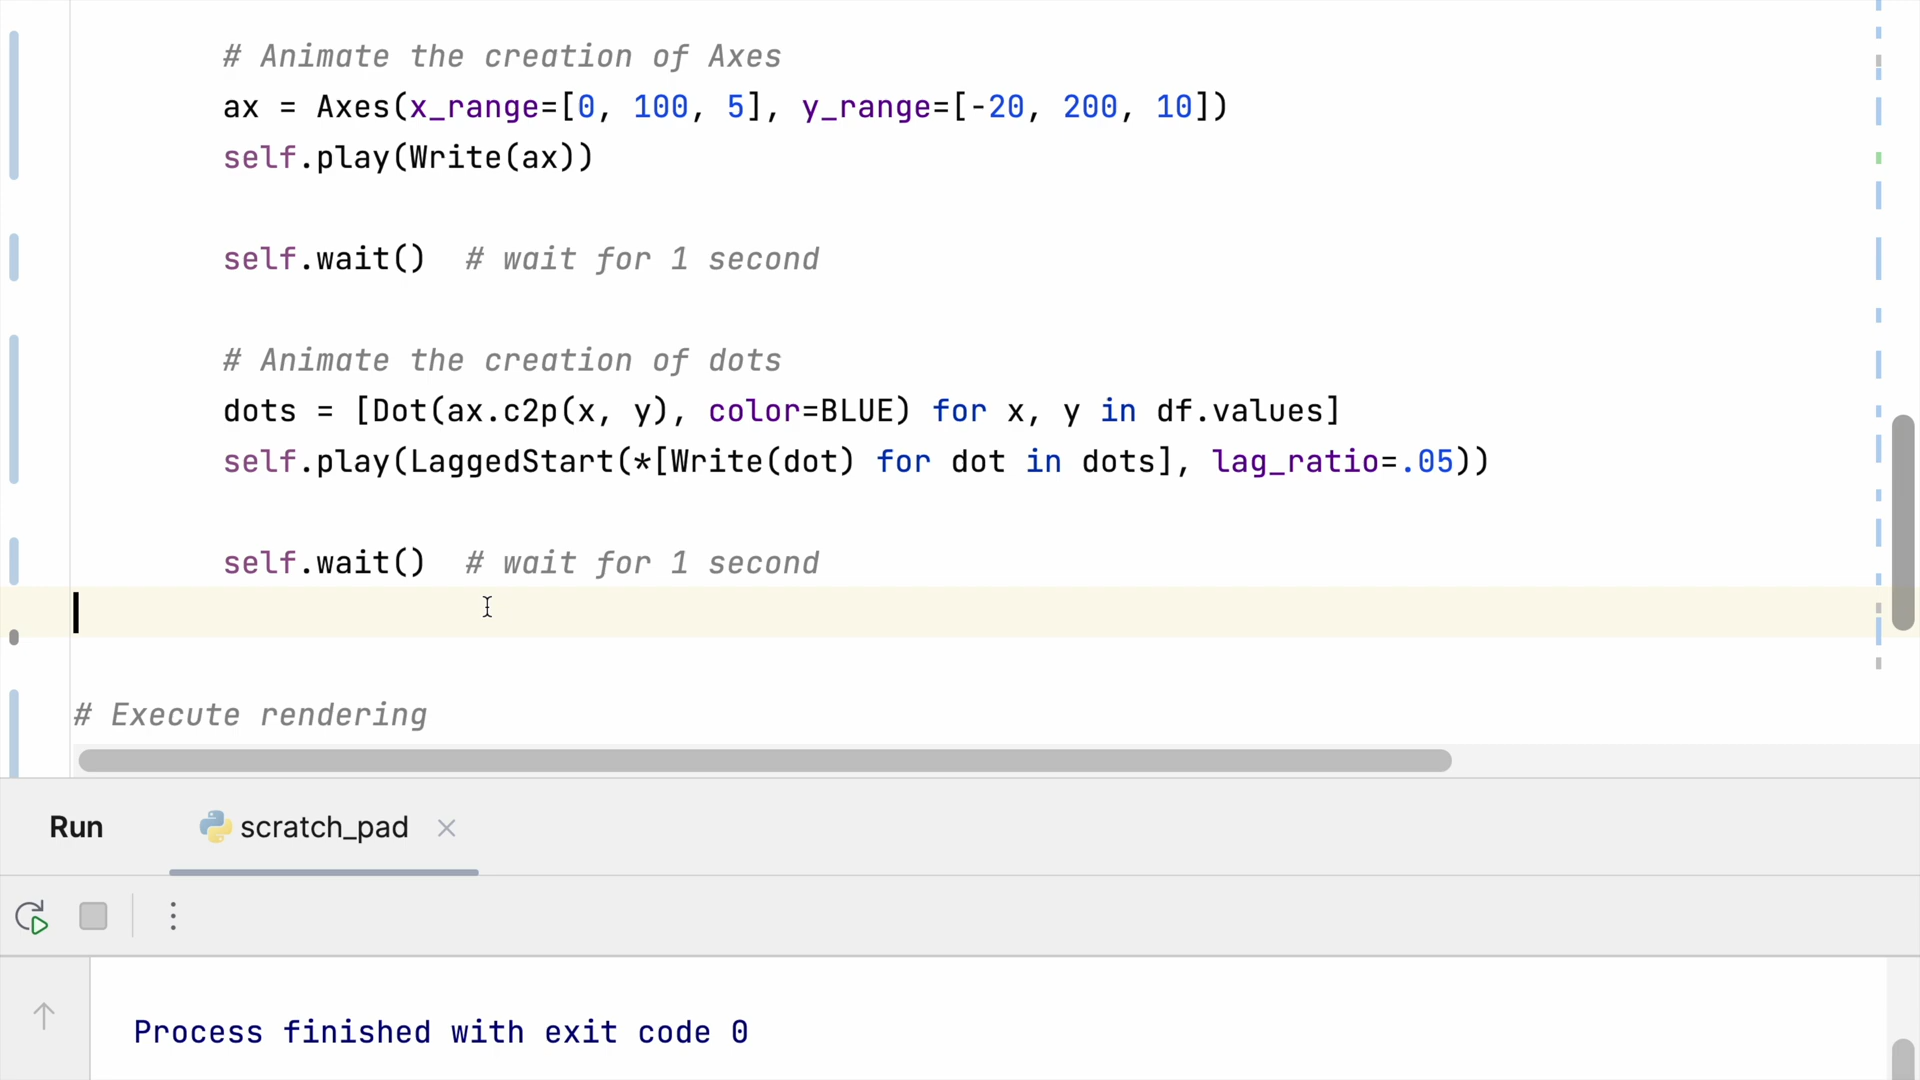 # Animate the creation of Axes
ax = Axes(x_range=[0, 100, 5], y_range=[-20, 200, 10])
self.play(Write(ax))
self.wait()  # wait for 1 second
# Animate the creation of dots
dots = [Dot(ax.c2p(x, y), color=BLUE) for x, y in df.values]
self.play(LaggedStart(*[Write(dot) for dot in dots], lag_ratio=.05))
self.wait()  # wait for 1 second
# Execute rendering
Run scratch_pad
Process finished with exit code 0